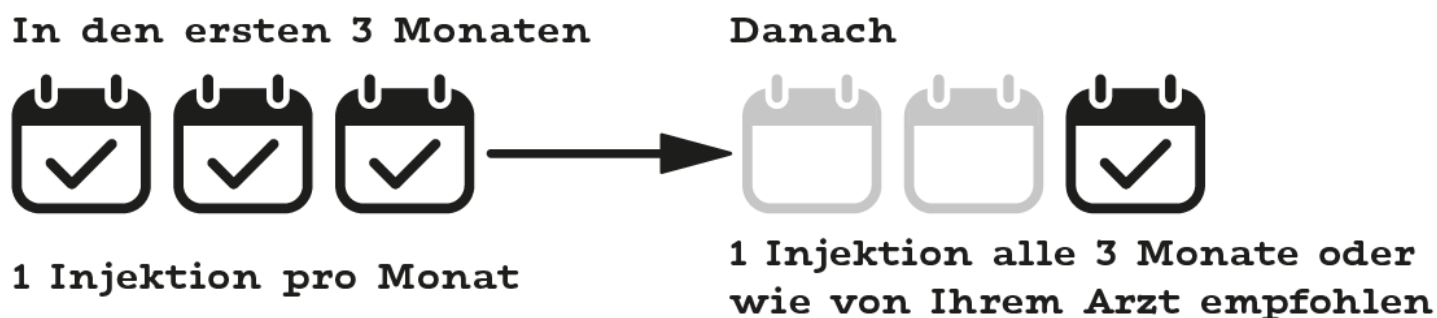 In den ersten 3 Monaten
1 Injektion pro Monat
Danach
1 Injektion alle 3 Monate oder
wie von Ihrem Arzt empfohlen